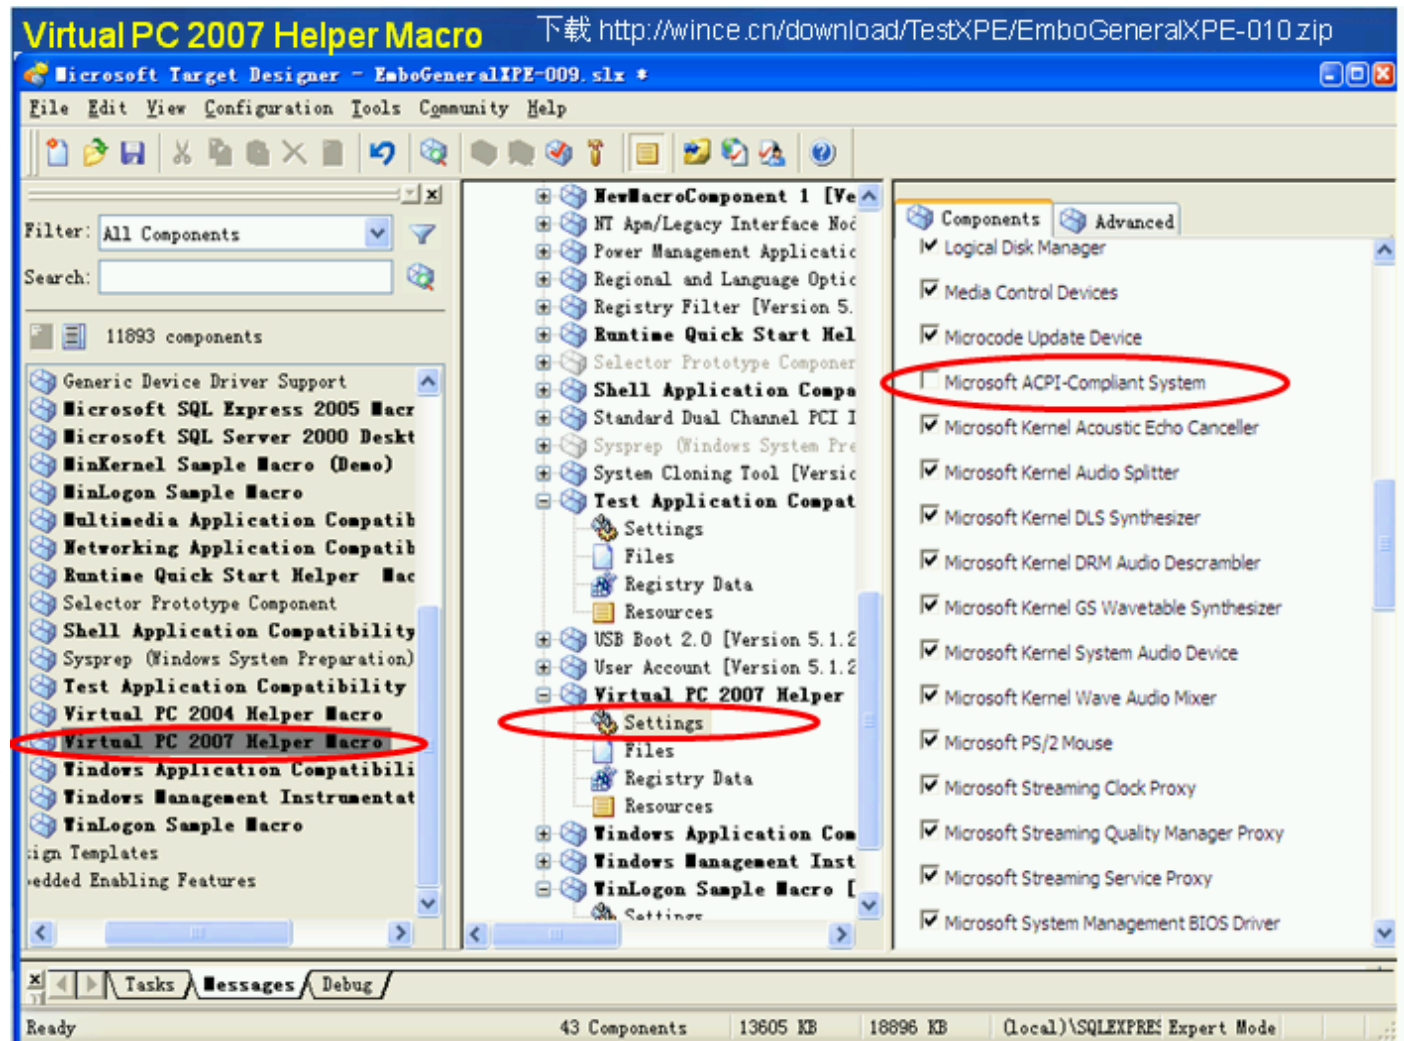 Virtual PC 2007 Helper Macro 下载 http://wince.cn/download/TestXPE/EmboGeneralXPE-010.zip
Microsoft Target Designer - EmboGeneralXPE-009.slx *
File Edit View Configuration Tools Community Help
Filter: All Components
Search:
11893 components
Generic Device Driver Support
Microsoft SQL Express 2005 Macr
Microsoft SQL Server 2000 Deskt
MinKernel Sample Macro (Demo)
MinLogon Sample Macro
Multimedia Application Compatib
Networking Application Compatib
Runtime Quick Start Helper Mac
Selector Prototype Component
Shell Application Compatibility
Sysprep (Windows System Preparation)
Test Application Compatibility
Virtual PC 2004 Helper Macro
Virtual PC 2007 Helper Macro
Windows Application Compatibili
Windows Management Instrumentat
WinLogon Sample Macro
ign Templates
edded Enabling Features
NewMacroComponent 1 [Ve
NT Apm/Legacy Interface Nod
Power Management Applicatic
Regional and Language Optic
Registry Filter [Version 5.
Runtime Quick Start Hel
Selector Prototype Componer
Shell Application Compa
Standard Dual Channel PCI I
Sysprep (Windows System Pre
System Cloning Tool [Versic
Test Application Compat
Settings
Files
Registry Data
Resources
USB Boot 2.0 [Version 5.1.2
User Account [Version 5.1.2
Virtual PC 2007 Helper
Settings
Files
Registry Data
Resources
Windows Application Com
Windows Management Inst
WinLogon Sample Macro [
Settings
Components Advanced
Logical Disk Manager
Media Control Devices
Microcode Update Device
Microsoft ACPI-Compliant System
Microsoft Kernel Acoustic Echo Canceller
Microsoft Kernel Audio Splitter
Microsoft Kernel DLS Synthesizer
Microsoft Kernel DRM Audio Descrambler
Microsoft Kernel GS Wavetable Synthesizer
Microsoft Kernel System Audio Device
Microsoft Kernel Wave Audio Mixer
Microsoft PS/2 Mouse
Microsoft Streaming Clock Proxy
Microsoft Streaming Quality Manager Proxy
Microsoft Streaming Service Proxy
Microsoft System Management BIOS Driver
Tasks Messages Debug
Ready 43 Components 13605 KB 18896 KB (local)\SQLEXPRES Expert Mode